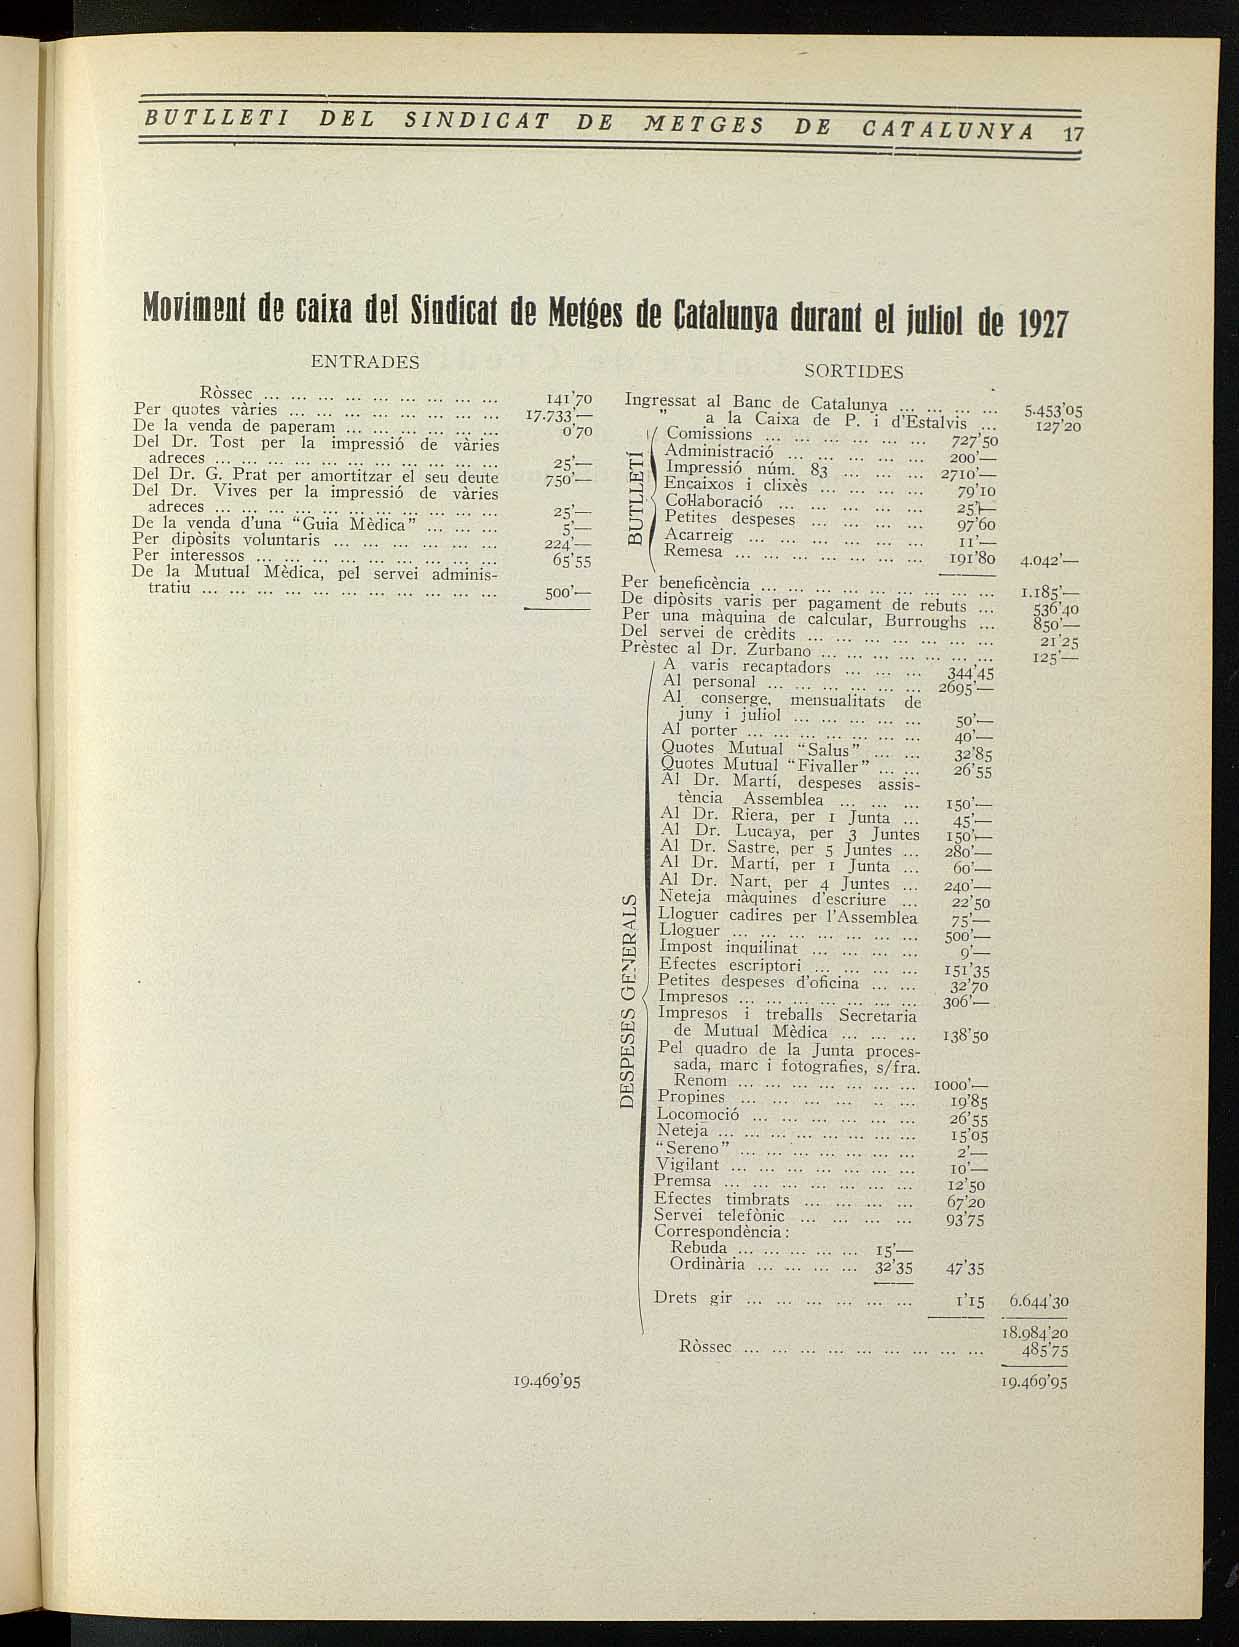 BUTLLETI DEL SINDICAT DE METGES DE CATALUNYA 17
Moviment de caixa del Sindicat de Metges de Catalunya durant el juliol de 1927
ENTRADES
Ròssec ... ... ... ... ... ... ... ... ... 141'70
Per quotes vàries ... ... ... ... ... ... ... ... 17.733'—
De la venda de paperam ... ... ... ... ... ... 0'70
Del Dr. Tost per la impressió de vàries
adreces ... ... ... ... ... ... ... ... ... ... ... 25'—
Del Dr. G. Prat per amortitzar el seu deute 750'—
Del Dr. Vives per la impressió de vàries
adreces ... ... ... ... ... ... ... ... ... ... ... 25'—
De la venda d'una “Guia Mèdica” ... ... ... 5'—
Per dipòsits voluntaris ... ... ... ... ... ... 224'—
Per interessos ... ... ... ... ... ... ... ... ... 65'55
De la Mutual Mèdica, pel servei adminis-
tratiu ... ... ... ... ... ... ... ... ... ... ... 500'—
19.469'95
SORTIDES
Ingressat al Banc de Catalunya ... ... ... ... 5.453'05
” a la Caixa de P. i d'Estalvis ... 127'20
BUTLLETÍ
Comissions ... ... ... ... ... ... 727'50
Administració ... ... ... ... ... 200'—
Impressió núm. 83 ... ... ... 2710'—
Encaixos i clixès ... ... ... ... 79'10
Col·laboració ... ... ... ... ... 25'—
Petites despeses ... ... ... ... 97'60
Acarreig ... ... ... ... ... ... ... 11'—
Remesa ... ... ... ... ... ... ... 191'80 4.042'—
Per beneficència ... ... ... ... ... ... ... ... ... 1.185'—
De dipòsits varis per pagament de rebuts ... 536'40
Per una màquina de calcular, Burroughs ... 850'—
Del servei de crèdits ... ... ... ... ... ... ... 21'25
Prèstec al Dr. Zurbano ... ... ... ... ... ... ... 125'—
DESPESES GENERALS
A varis recaptadors ... ... ... 344'45
Al personal ... ... ... ... ... ... 2695'—
Al conserge, mensualitats de
juny i juliol ... ... ... ... ... 50'—
Al porter ... ... ... ... ... ... ... 40'—
Quotes Mutual “Salus” ... ... 32'85
Quotes Mutual “Fivaller” ... ... 26'55
Al Dr. Martí, despeses assis-
tència Assemblea ... ... ... 150'—
Al Dr. Riera, per 1 Junta ... 45'—
Al Dr. Lucaya, per 3 Juntes 150'—
Al Dr. Sastre, per 5 Juntes ... 280'—
Al Dr. Martí, per 1 Junta ... 60'—
Al Dr. Nart, per 4 Juntes ... 240'—
Neteja màquines d'escriure ... 22'50
Lloguer cadires per l'Assemblea 75'—
Lloguer ... ... ... ... ... ... ... 500'—
Impost inquilinat ... ... ... ... 9'—
Efectes escriptori ... ... ... ... 151'35
Petites despeses d'oficina ... ... 32'70
Impresos ... ... ... ... ... ... ... 306'—
Impresos i treballs Secretaria
de Mutual Mèdica ... ... ... 138'50
Pel quadro de la Junta proces-
sada, marc i fotografies, s/fra.
Renom ... ... ... ... ... ... ... 1000'—
Propines ... ... ... ... .. ... 19'85
Locomoció ... ... ... ... ... ... 26'55
Neteja ... ... ... ... ... ... ... ... 15'05
“Sereno” ... ... ... ... ... ... ... 2'—
Vigilant ... ... ... ... ... ... ... 10'—
Premsa ... ... ... ... ... ... ... 12'50
Efectes timbrats ... ... ... ... 67'20
Servei telefònic ... ... ... ... 93'75
Correspondència:
Rebuda ... ... ... ... ... 15'—
Ordinària ... ... ... ... 32'35 47'35
Drets gir ... ... ... ... ... ... 1'15 6.644'30
18.984'20
Ròssec ... ... ... ... ... ... ... ... ... 485'75
19.469'95